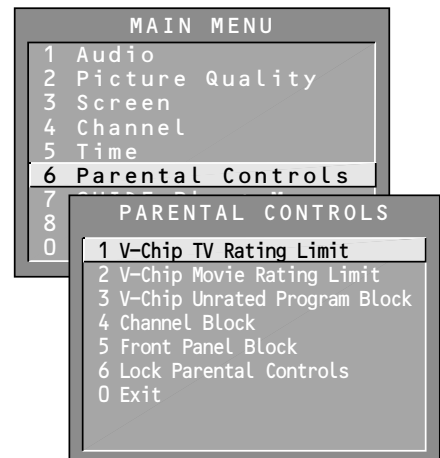 MAIN MENU
1 Audio
2 Picture Quality
3 Screen
4 Channel
5 Time
6 Parental Controls
7
8
0
PARENTAL CONTROLS
1 V-Chip TV Rating Limit
2 V-Chip Movie Rating Limit
3 V-Chip Unrated Program Block
4 Channel Block
5 Front Panel Block
6 Lock Parental Controls
0 Exit